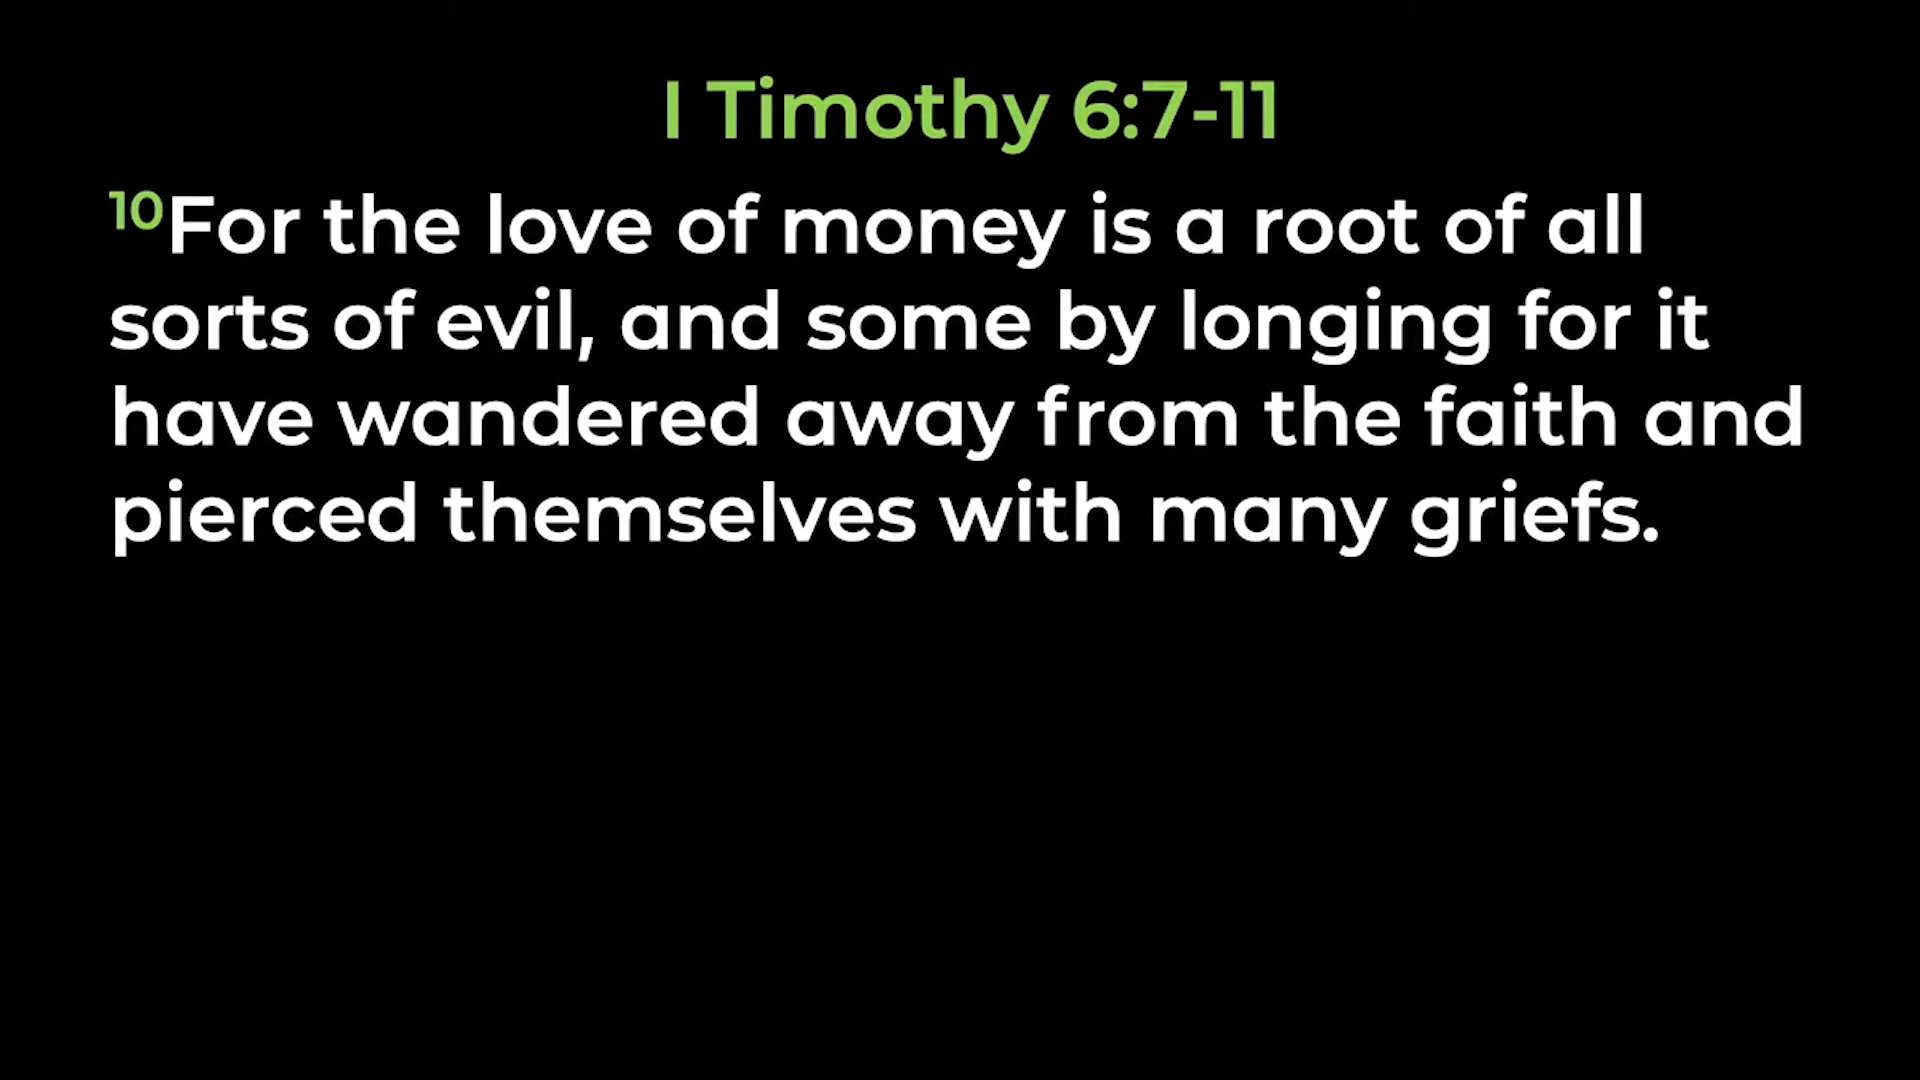 I Timothy 6:7-11
10For the love of money is a root of all
sorts of evil, and some by longing for it
have wandered away from the faith and
pierced themselves with many griefs.